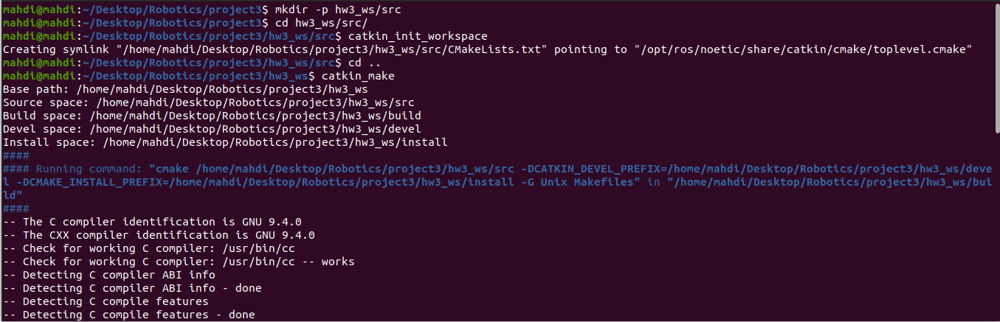 mahdi@mahdi:~/Desktop/Robotics/project3$ mkdir -p hw3_ws/src
mahdi@mahdi:~/Desktop/Robotics/project3$ cd hw3_ws/src/
mahdi@mahdi:~/Desktop/Robotics/project3/hw3_ws/src$ catkin_init_workspace
Creating symlink "/home/mahdi/Desktop/Robotics/project3/hw3_ws/src/CMakeLists.txt" pointing to "/opt/ros/noetic/share/catkin/cmake/toplevel.cmake"
mahdi@mahdi:~/Desktop/Robotics/project3/hw3_ws/src$ cd ..
mahdi@mahdi:~/Desktop/Robotics/project3/hw3_ws$ catkin_make
Base path: /home/mahdi/Desktop/Robotics/project3/hw3_ws
Source space: /home/mahdi/Desktop/Robotics/project3/hw3_ws/src
Build space: /home/mahdi/Desktop/Robotics/project3/hw3_ws/build
Devel space: /home/mahdi/Desktop/Robotics/project3/hw3_ws/devel
Install space: /home/mahdi/Desktop/Robotics/project3/hw3_ws/install
####
#### Running command: "cmake /home/mahdi/Desktop/Robotics/project3/hw3_ws/src -DCATKIN_DEVEL_PREFIX=/home/mahdi/Desktop/Robotics/project3/hw3_ws/deve
l -DCMAKE_INSTALL_PREFIX=/home/mahdi/Desktop/Robotics/project3/hw3_ws/install -G Unix Makefiles" in "/home/mahdi/Desktop/Robotics/project3/hw3_ws/bui
ld"
####
-- The C compiler identification is GNU 9.4.0
-- The CXX compiler identification is GNU 9.4.0
-- Check for working C compiler: /usr/bin/cc
-- Check for working C compiler: /usr/bin/cc -- works
-- Detecting C compiler ABI info
-- Detecting C compiler ABI info - done
-- Detecting C compile features
-- Detecting C compile features - done